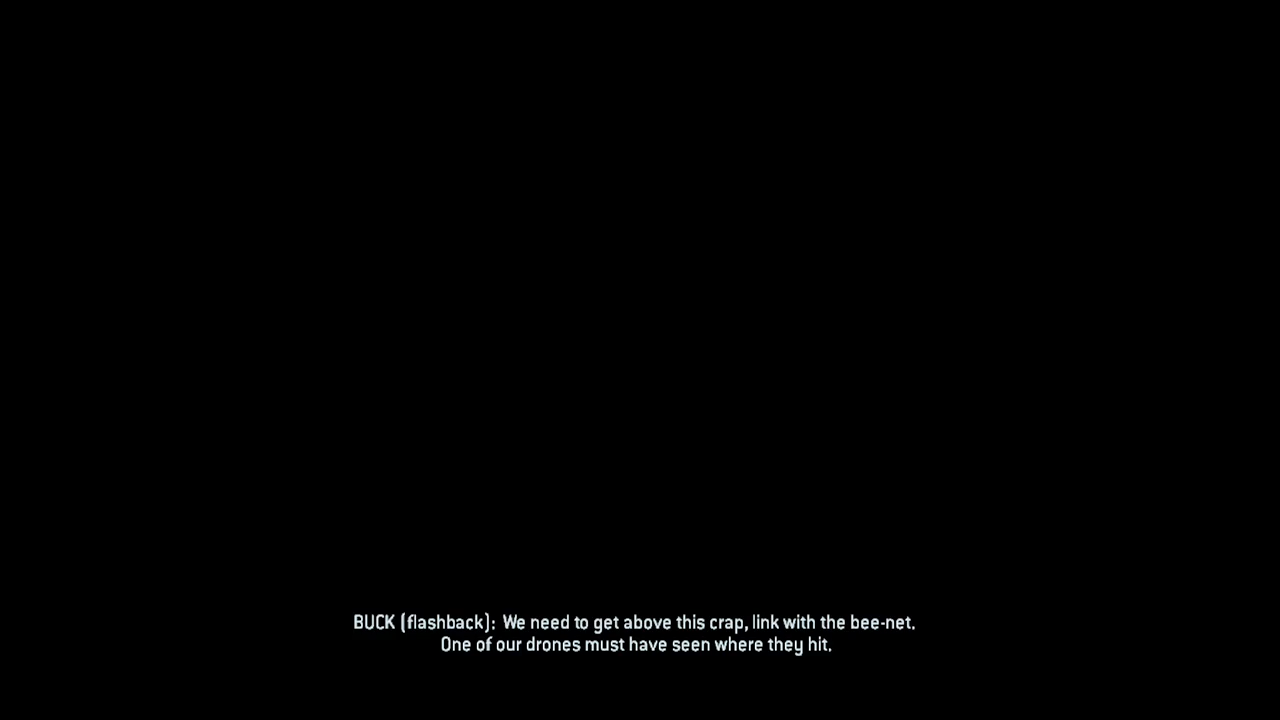 BUCK (flashback): We need to get above this crap, link with the bee-net.
One of our drones must have seen where they hit.